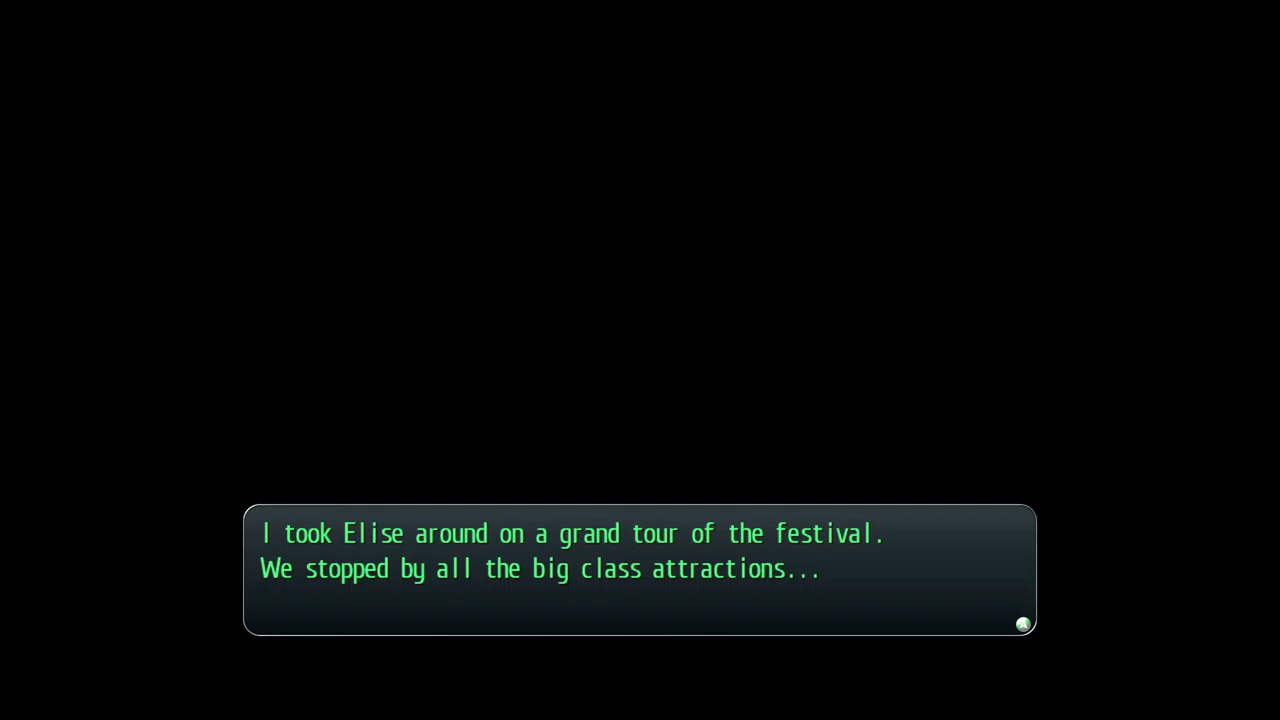 I took Elise around on a grand tour of the festival.
We stopped by all the big class attractions...
A